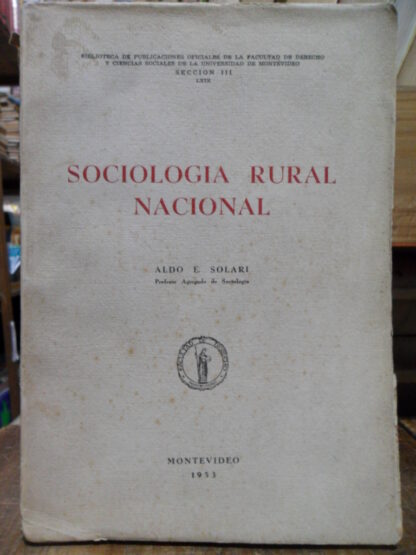 BIBLIOTECA DE PUBLICACIONES OFICIALES DE LA FACULTAD DE DERECHO
Y CIENCIAS SOCIALES DE LA UNIVERSIDAD DE MONTEVIDEO
SECCION III
SOCIOLOGIA RURAL
NACIONAL
ALDO E. SOLARI
Profesor Agregado de Sociología
MONTEVIDEO
1953